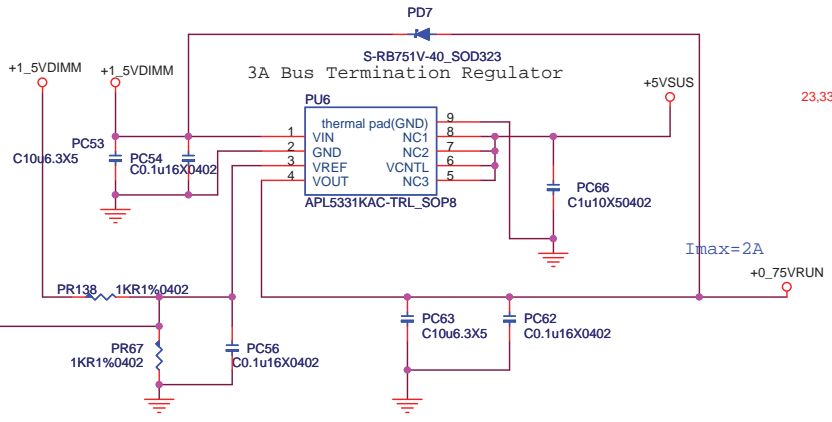 PD7
S-RB751V-40_SOD323
3A Bus Termination Regulator
+1_5VDIMM
+1_5VDIMM
+5VSUS
23,33
PU6
thermal pad(GND)
9
1
VIN
NC1
8
2
GND
NC2
7
3
VREF
VCNTL
6
4
VOUT
NC3
5
APL5331KAC-TRL_SOP8
PC53
C10u6.3X5
PC54
C0.1u16X0402
PC66
C1u10X50402
Imax=2A
+0_75VRUN
PR138
1KR1%0402
PC63
C10u6.3X5
PC62
C0.1u16X0402
PR67
1KR1%0402
PC56
C0.1u16X0402